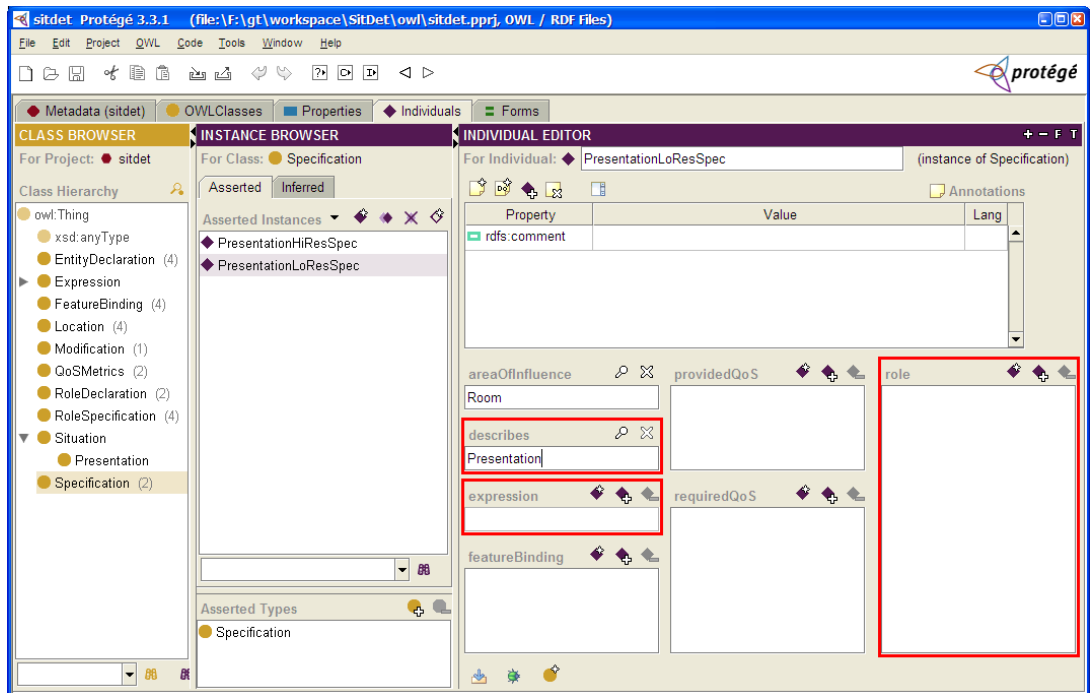 sitdet Protégé 3.3.1 (file:\F:\gt\workspace\SitDet\owl\sitdet.pprj, OWL / RDF Files)
File Edit Project OWL Code Tools Window Help
protégé
Metadata (sitdet) OWLClasses Properties Individuals Forms
CLASS BROWSER
For Project: sitdet
Class Hierarchy
owl:Thing
xsd:anyType
EntityDeclaration (4)
Expression
FeatureBinding (4)
Location (4)
Modification (1)
QoSMetrics (2)
RoleDeclaration (2)
RoleSpecification (4)
Situation
Presentation
Specification (2)
INSTANCE BROWSER
For Class: Specification
Asserted Inferred
Asserted Instances
PresentationHiResSpec
PresentationLoResSpec
Asserted Types
Specification
INDIVIDUAL EDITOR + − F T
For Individual: PresentationLoResSpec (instance of Specification)
Annotations
Property Value Lang
rdfs:comment
areaOfInfluence
Room
describes
Presentation
expression
featureBinding
providedQoS
requiredQoS
role